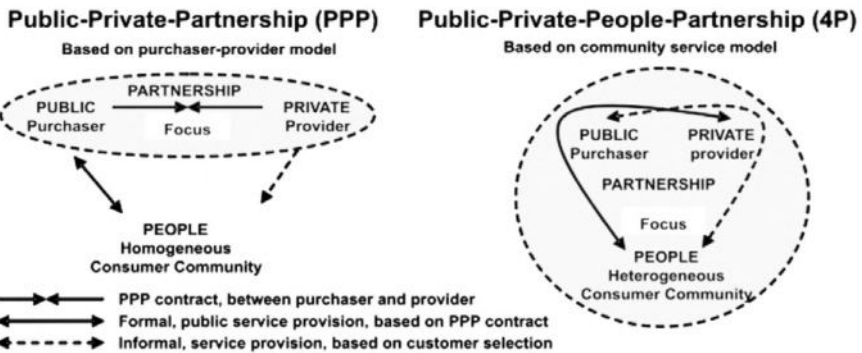 Public-Private-Partnership (PPP)
Based on purchaser-provider model
PARTNERSHIP
PUBLIC
Purchaser
Focus
PRIVATE
Provider
PEOPLE
Homogeneous
Consumer Community
Public-Private-People-Partnership (4P)
Based on community service model
PUBLIC
Purchaser
PRIVATE
provider
PARTNERSHIP
Focus
PEOPLE
Heterogeneous
Consumer Community
PPP contract, between purchaser and provider
Formal, public service provision, based on PPP contract
Informal, service provision, based on customer selection